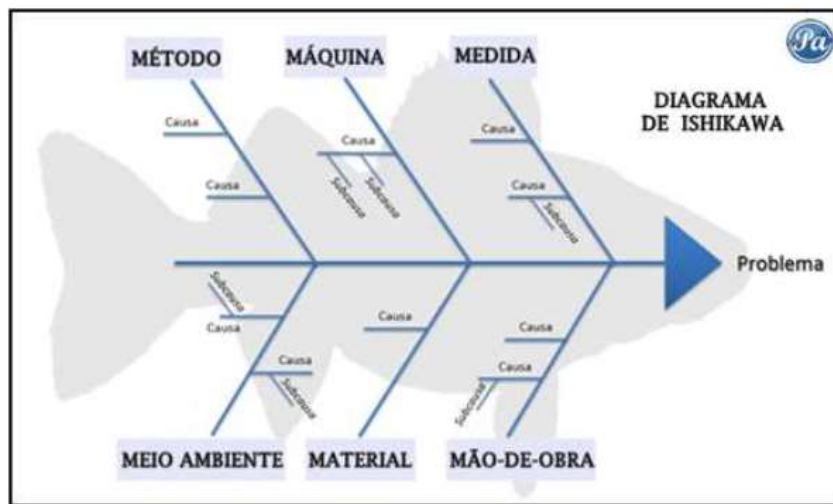 Pa
MÉTODO
MÁQUINA
MEDIDA
DIAGRAMA
DE ISHIKAWA
Causa
Causa
Causa
Subcausa
Subcausa
Causa
Causa
Subcausa
Problema
Subcausa
Causa
Causa
Subcausa
Causa
Causa
Causa
Subcausa
MEIO AMBIENTE
MATERIAL
MÃO-DE-OBRA